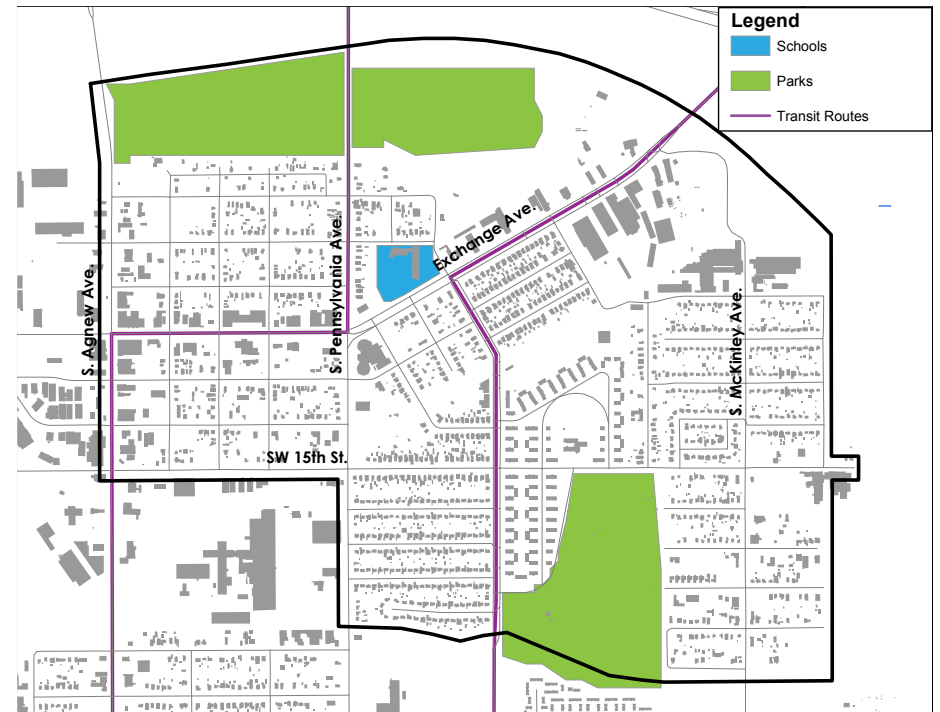 Legend
Schools
Parks
Transit Routes
Exchange Ave.
S. Pennsylvania Ave.
S. Agnew Ave.
S. McKinley Ave.
SW 15th St.